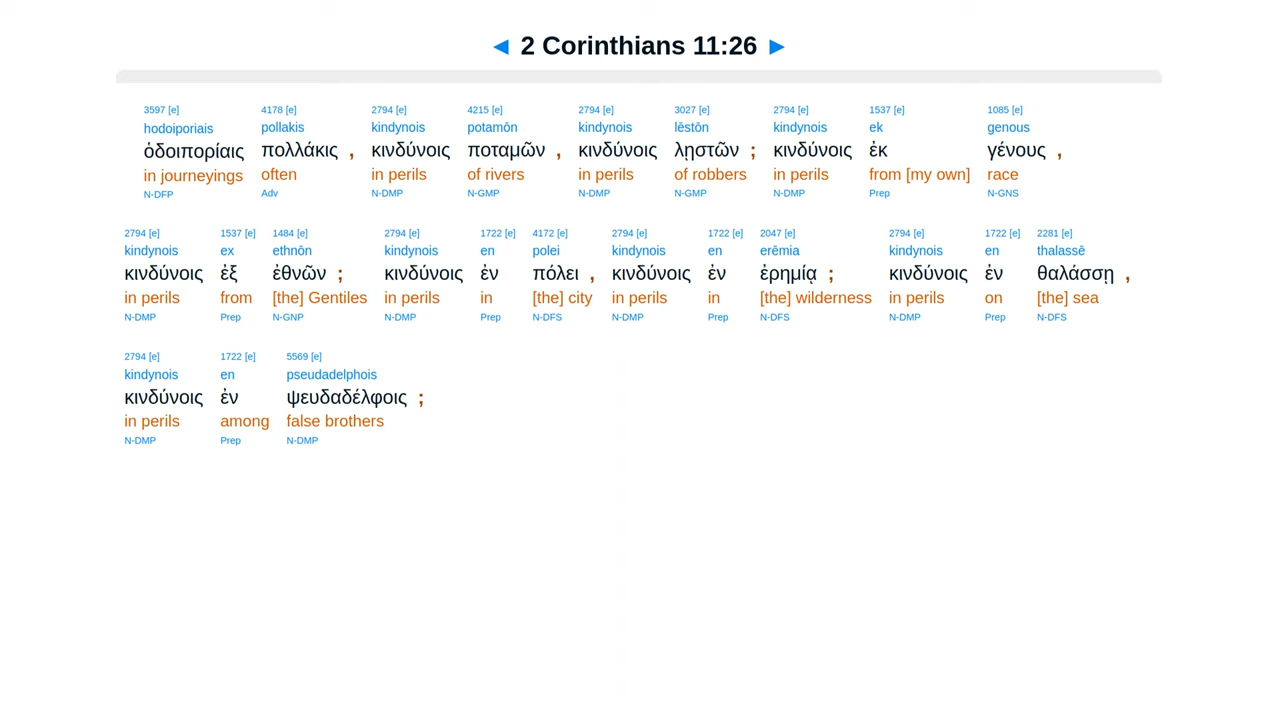 ◄ 2 Corinthians 11:26 ►
3597 [e] 4178 [e] 2794 [e] 4215 [e] 2794 [e] 3027 [e] 2794 [e] 1537 [e] 1085 [e]
hodoiporiais pollakis kindynois potamōn kindynois lēstōn kindynois ek genous
ὁδοιπορίαις πολλάκις , κινδύνοις ποταμῶν , κινδύνοις λῃστῶν ; κινδύνοις ἐκ γένους ,
in journeyings often in perils of rivers in perils of robbers in perils from [my own] race
N-DFP Adv N-DMP N-GMP N-DMP N-GMP N-DMP Prep N-GNS
2794 [e] 1537 [e] 1484 [e] 2794 [e] 1722 [e] 4172 [e] 2794 [e] 1722 [e] 2047 [e] 2794 [e] 1722 [e] 2281 [e]
kindynois ex ethnōn kindynois en polei kindynois en erēmia kindynois en thalassē
κινδύνοις ἐξ ἐθνῶν ; κινδύνοις ἐν πόλει , κινδύνοις ἐν ἐρημίᾳ ; κινδύνοις ἐν θαλάσσῃ ,
in perils from [the] Gentiles in perils in [the] city in perils in [the] wilderness in perils on [the] sea
N-DMP Prep N-GNP N-DMP Prep N-DFS N-DMP Prep N-DFS N-DMP Prep N-DFS
2794 [e] 1722 [e] 5569 [e]
kindynois en pseudadelphois
κινδύνοις ἐν ψευδαδέλφοις ;
in perils among false brothers
N-DMP Prep N-DMP